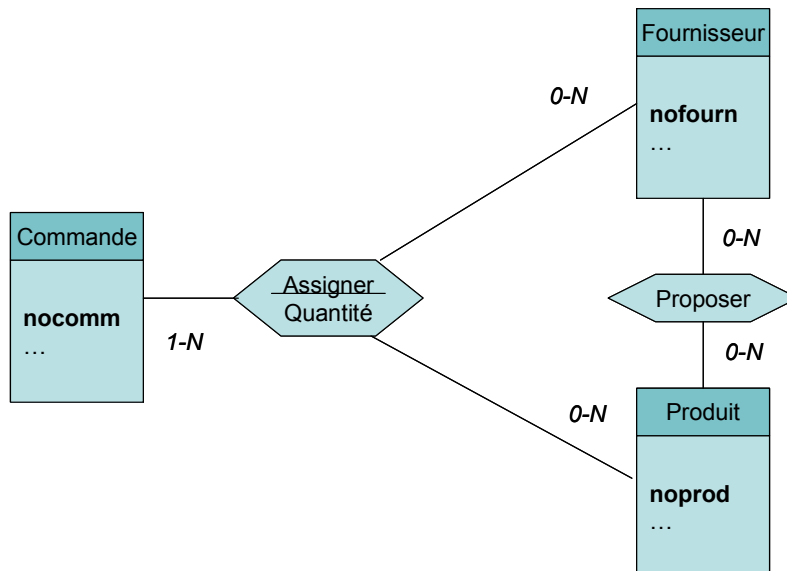 Fournisseur
0-N
nofourn
…
Commande
0-N
Assigner
Proposer
Quantité
nocomm
…
1-N
0-N
0-N
Produit
noprod
…